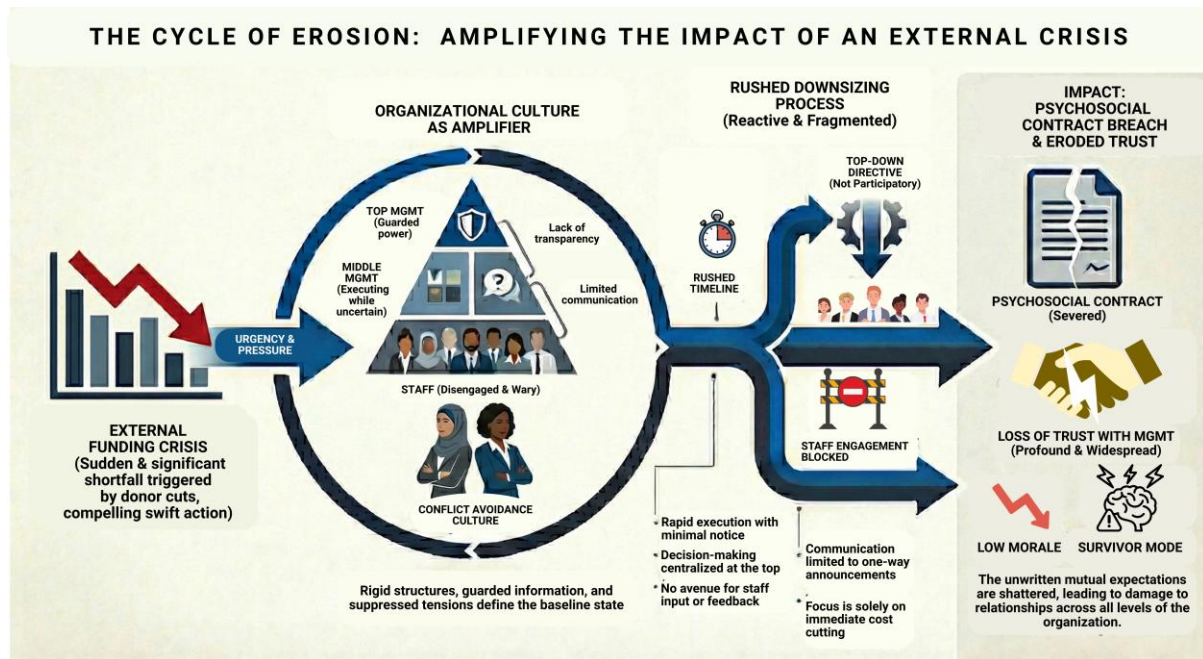 THE CYCLE OF EROSION: AMPLIFYING THE IMPACT OF AN EXTERNAL CRISIS
EXTERNAL
FUNDING CRISIS
(Sudden & significant
shortfall triggered
by donor cuts,
compelling swift action)
URGENCY &
PRESSURE
ORGANIZATIONAL CULTURE
AS AMPLIFIER
TOP MGMT
(Guarded
power)
Lack of
transparency
MIDDLE
MGMT
(Executing
while
uncertain)
?
Limited
communication
STAFF (Disengaged & Wary)
CONFLICT AVOIDANCE
CULTURE
Rigid structures, guarded information, and
suppressed tensions define the baseline state
RUSHED DOWNSIZING
PROCESS
(Reactive & Fragmented)
RUSHED
TIMELINE
TOP-DOWN
DIRECTIVE
(Not Participatory)
STAFF ENGAGEMENT
BLOCKED
• Rapid execution with
minimal notice
• Decision-making
centralized at the top
• No avenue for staff
input or feedback
• Communication
limited to one-way
announcements
• Focus is solely on
immediate cost
cutting
IMPACT:
PSYCHOSOCIAL
CONTRACT BREACH
& ERODED TRUST
PSYCHOSOCIAL CONTRACT
(Severed)
LOSS OF TRUST WITH MGMT
(Profound & Widespread)
!
LOW MORALE
SURVIVOR MODE
The unwritten mutual expectations
are shattered, leading to damage to
relationships across all levels of the
organization.